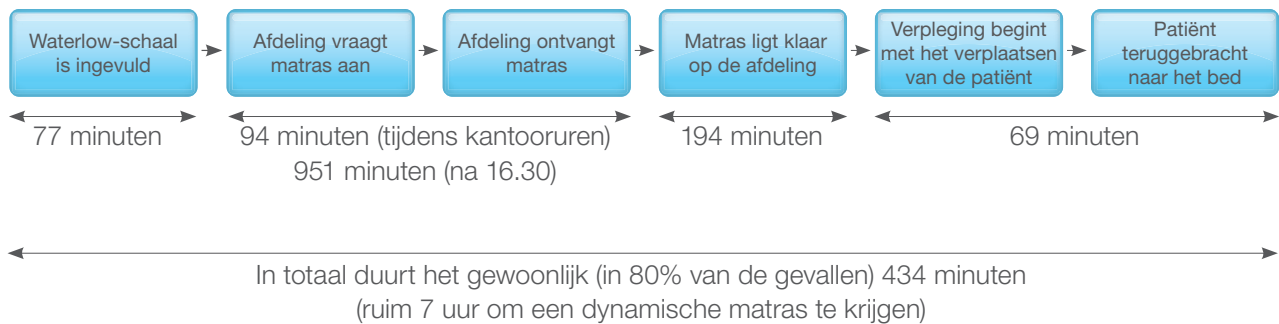 Waterlow-schaal
is ingevuld
Afdeling vraagt
matras aan
Afdeling ontvangt
matras
Matras ligt klaar
op de afdeling
Verpleging begint
met het verplaatsen
van de patiënt
Patiënt
teruggebracht
naar het bed
77 minuten
94 minuten (tijdens kantooruren)
951 minuten (na 16.30)
194 minuten
69 minuten
In totaal duurt het gewoonlijk (in 80% van de gevallen) 434 minuten
(ruim 7 uur om een dynamische matras te krijgen)